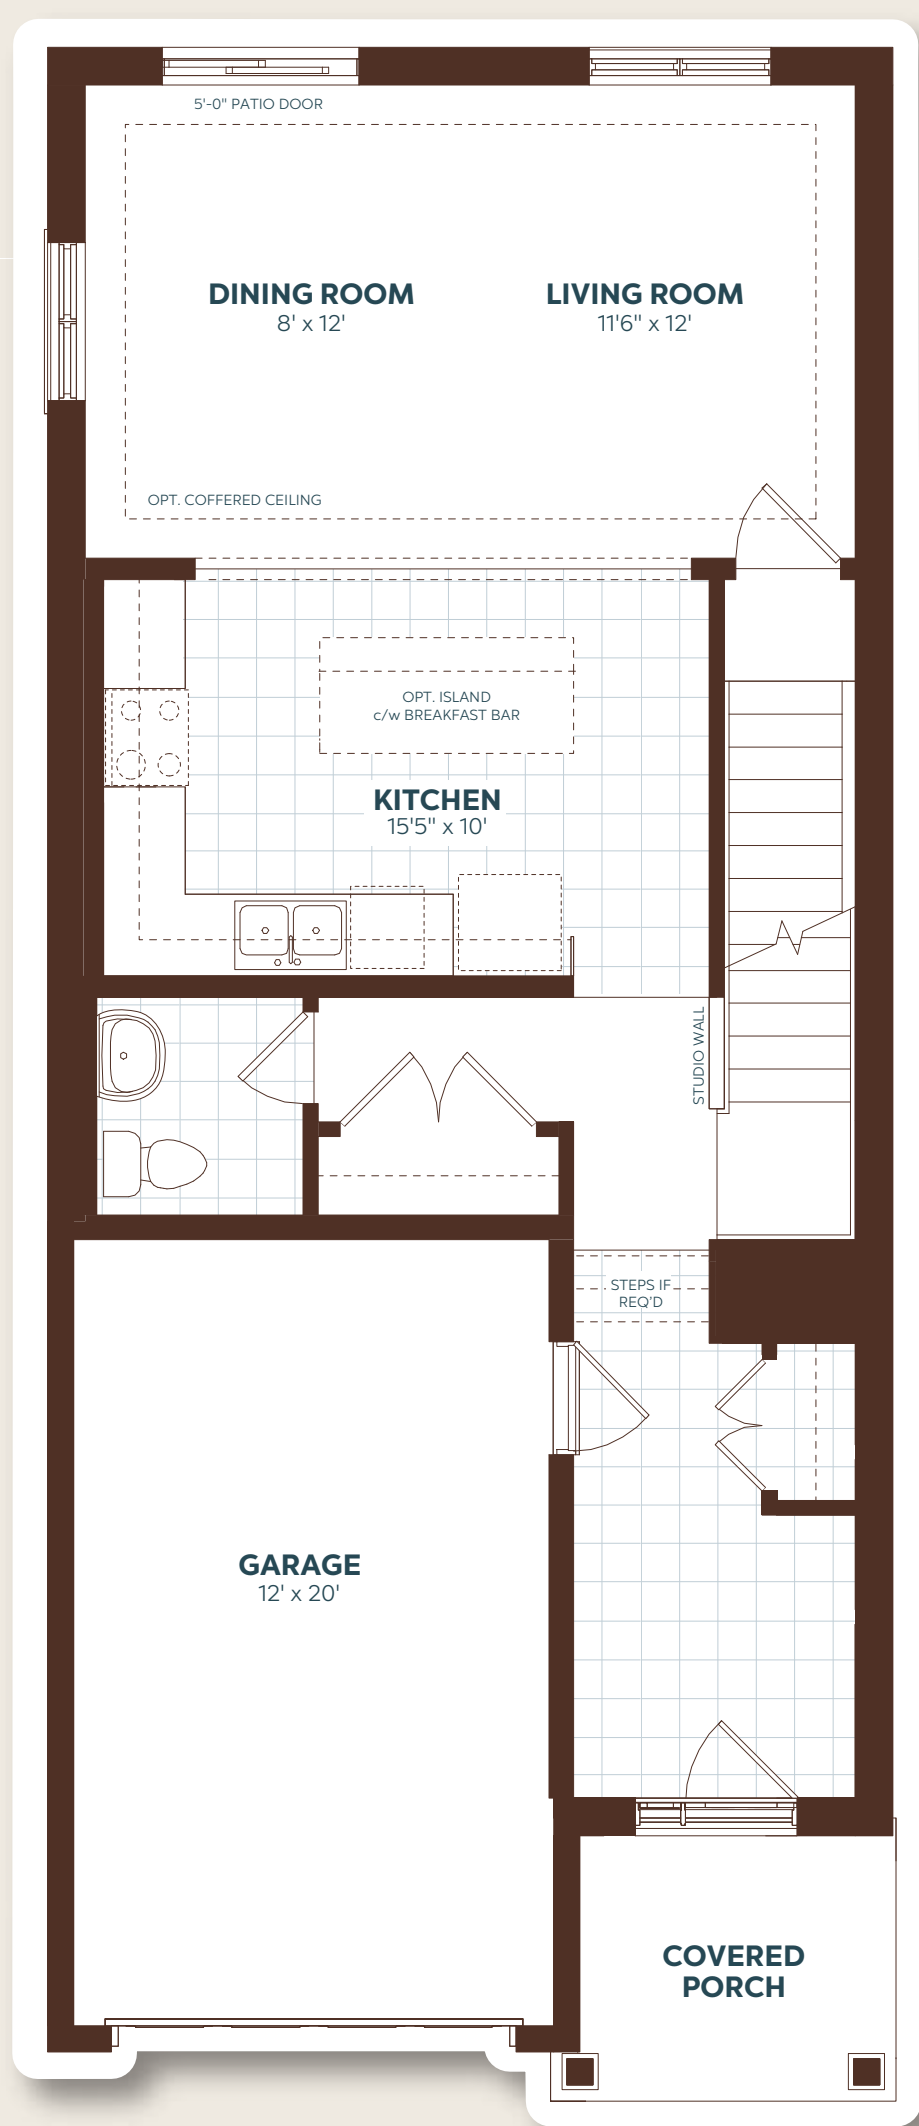 5'-0" PATIO DOOR
DINING ROOM
8' x 12'
LIVING ROOM
11'6" x 12'
OPT. COFFERED CEILING
OPT. ISLAND
c/w BREAKFAST BAR
KITCHEN
15'5" x 10'
STUDIO WALL
STEPS IF
REQ'D
GARAGE
12' x 20'
COVERED
PORCH